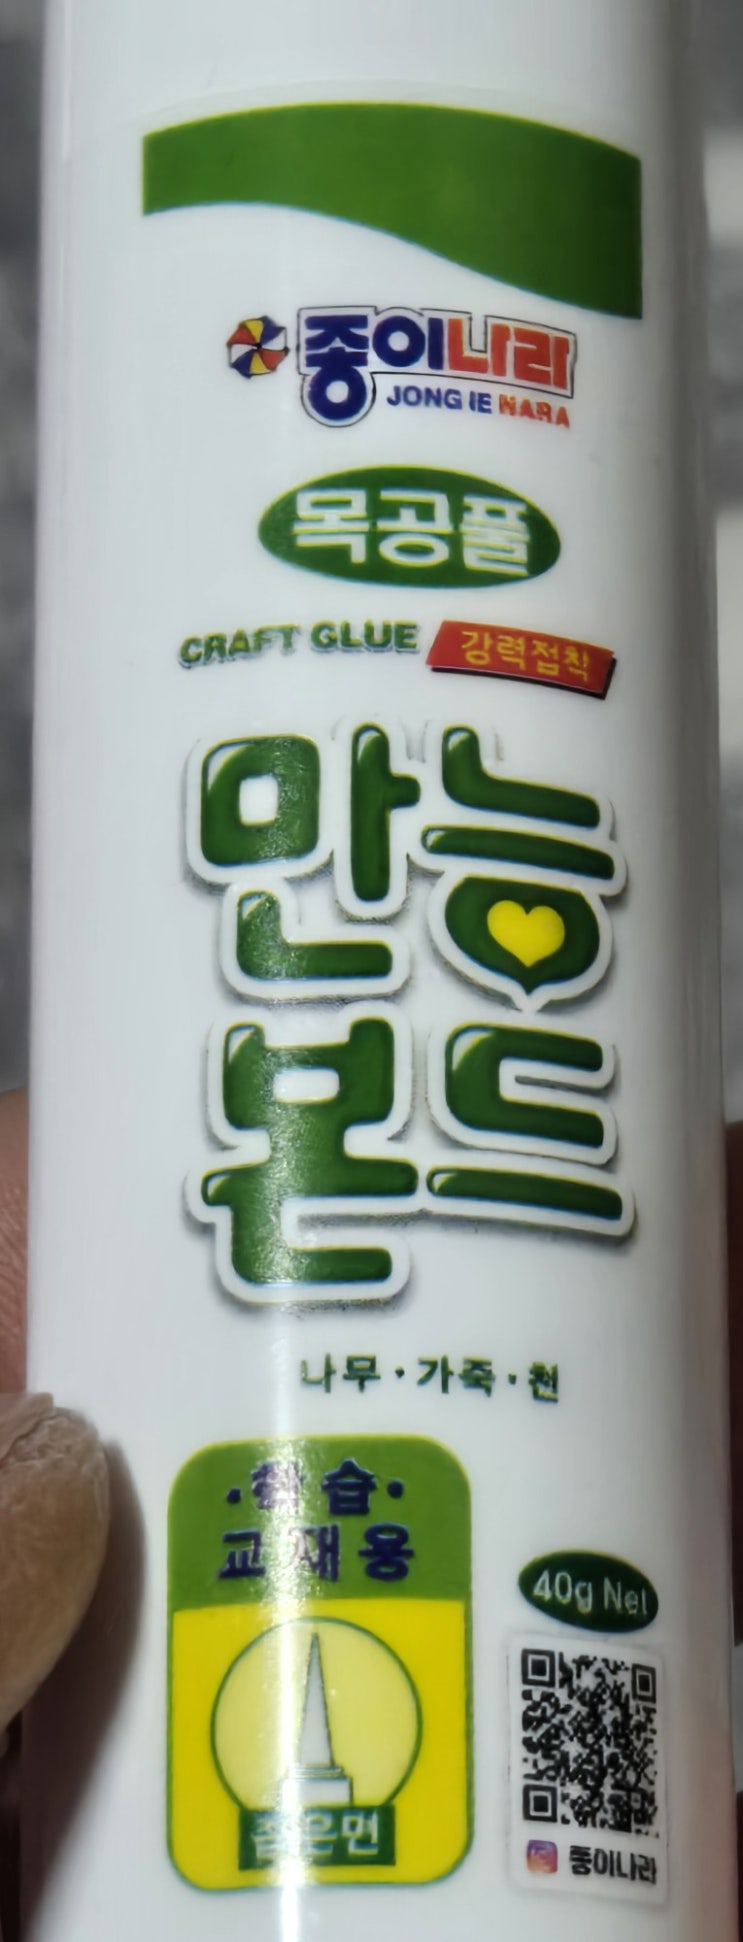 종이나라
JONG IE NARA
목공풀
CRAFT GLUE 강력접착
만능
본드
나무·가죽·천
·학습·
교재용
40g Net
좁은면
종이나라